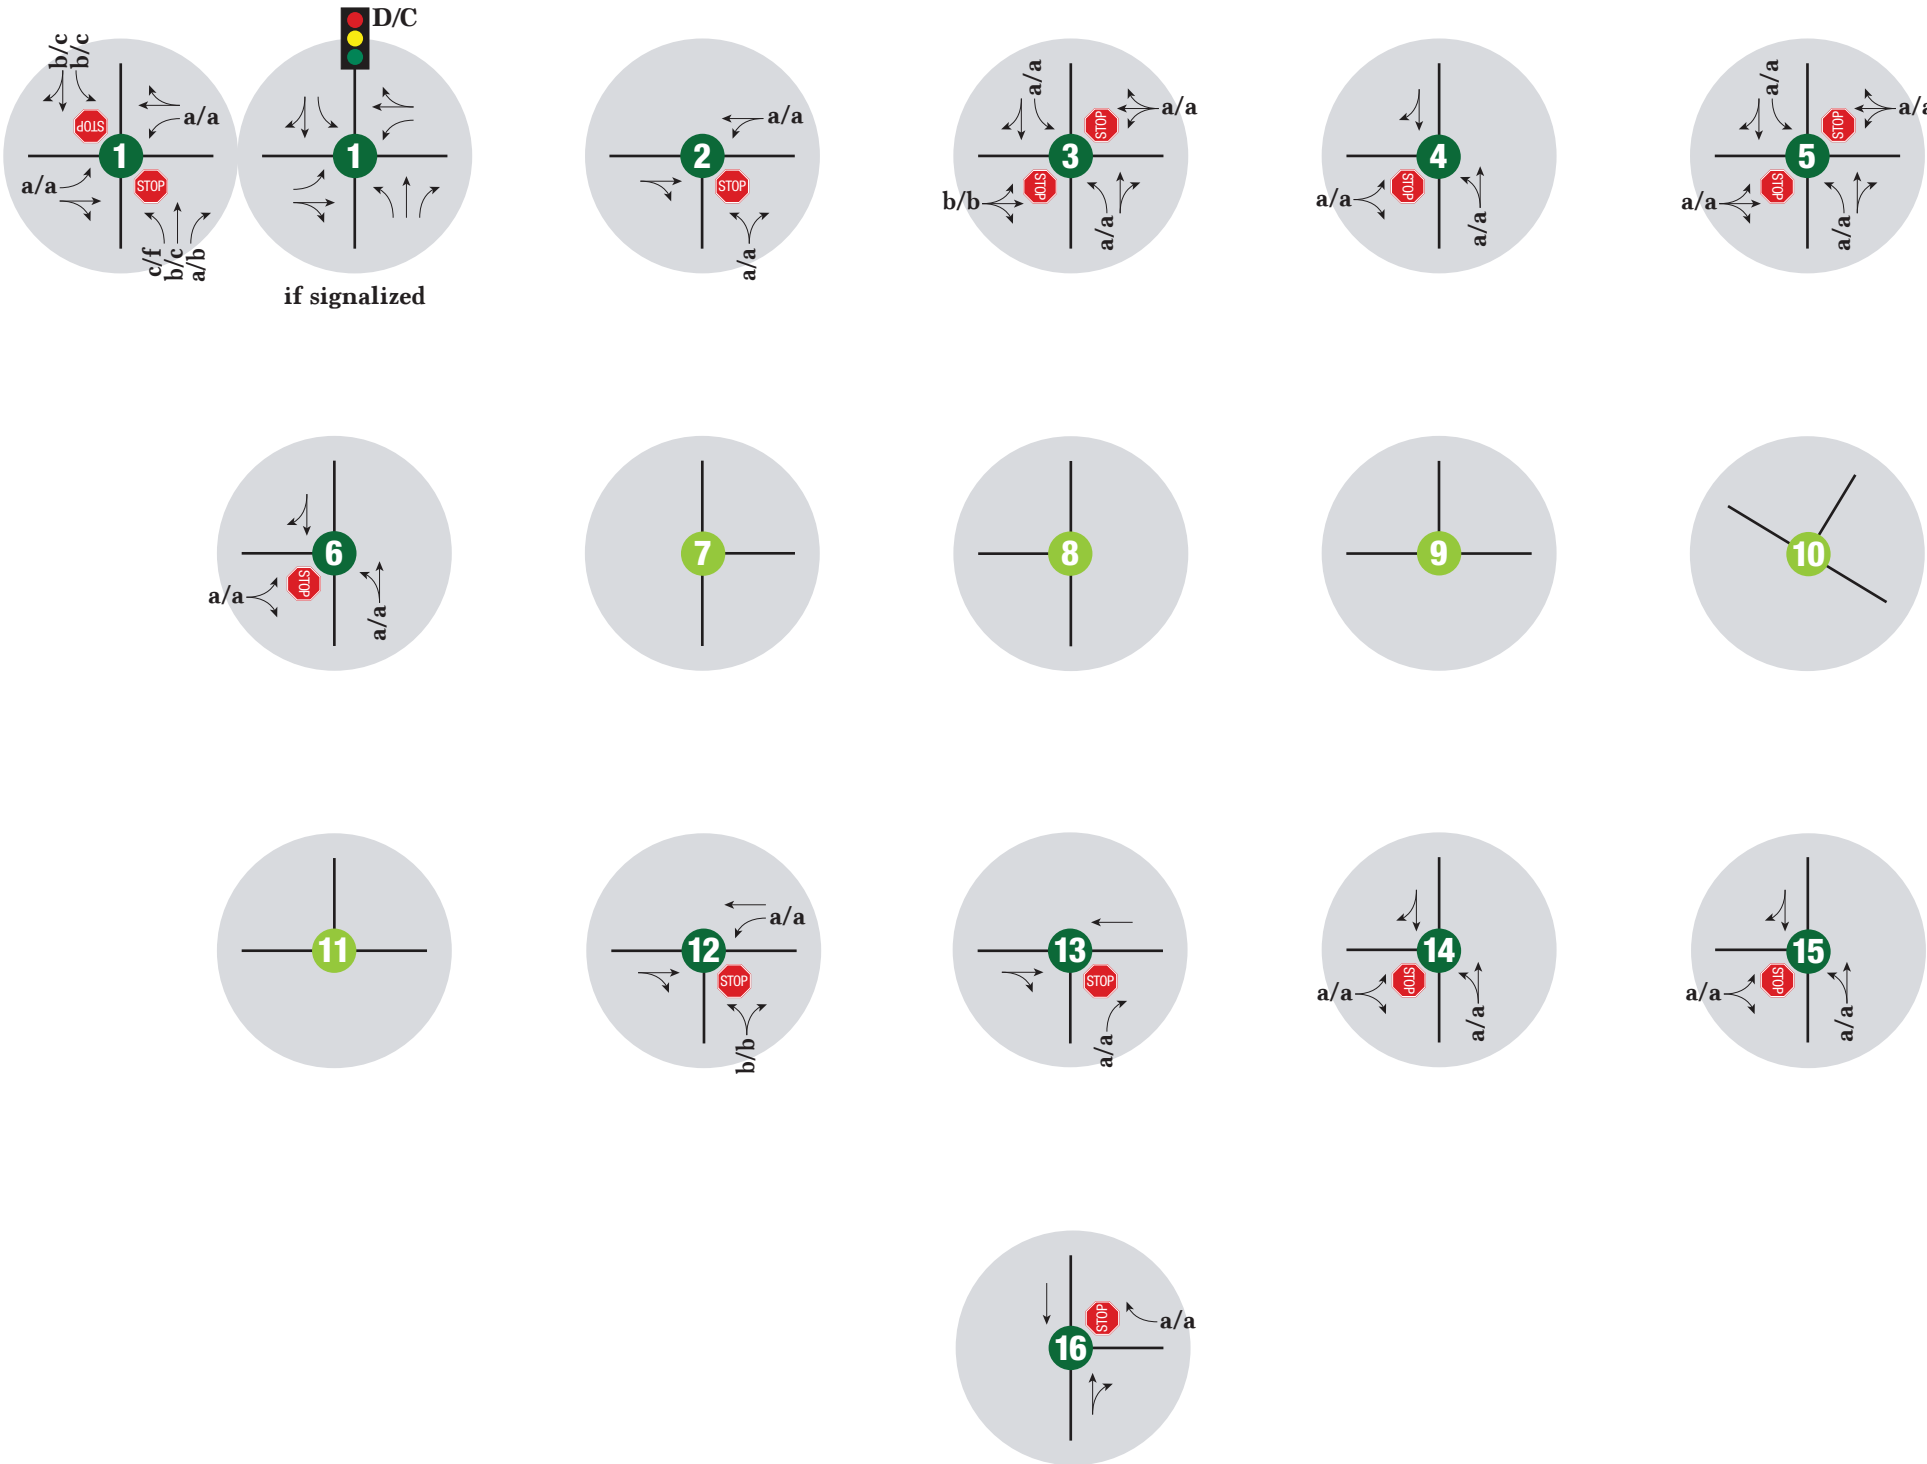 D/C
b/c
b/c
a/a
STOP
1
a/a
STOP
c/f
b/c
a/b
1
if signalized
a/a
2
STOP
a/a
a/a
STOP
a/a
3
b/b
STOP
a/a
4
a/a
STOP
a/a
a/a
STOP
a/a
5
a/a
STOP
a/a
6
a/a
STOP
a/a
7
8
9
10
11
a/a
12
STOP
b/b
13
STOP
a/a
14
a/a
STOP
a/a
15
a/a
STOP
a/a
STOP
a/a
16